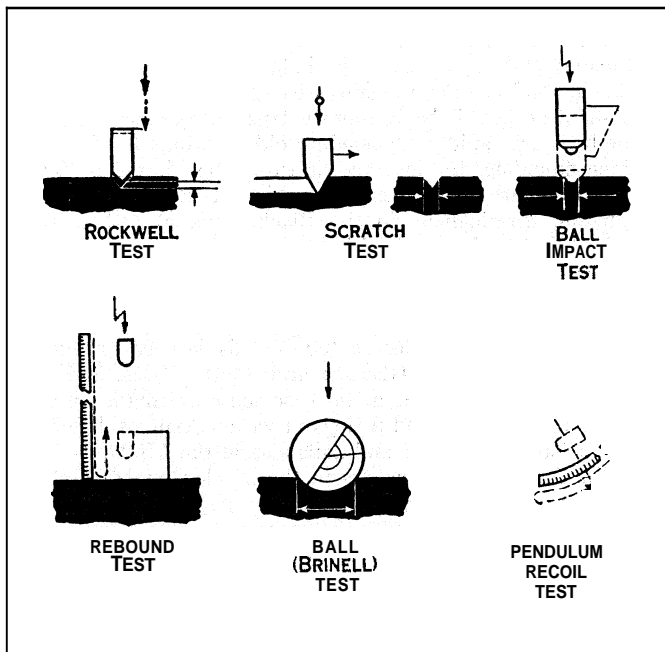 ROCKWELL
TEST
SCRATCH
TEST
BALL
IMPACT
TEST
REBOUND
TEST
BALL
(BRINELL)
TEST
PENDULUM
RECOIL
TEST